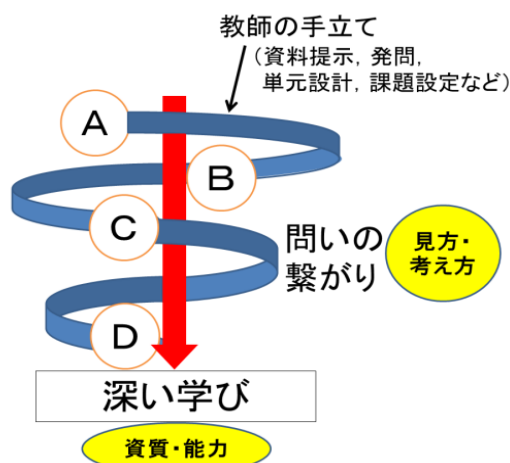 教師の手立て
（資料提示，発問，
単元設計，課題設定など）
A
B
C
問いの
繋がり
見方・
考え方
D
深い学び
資質・能力